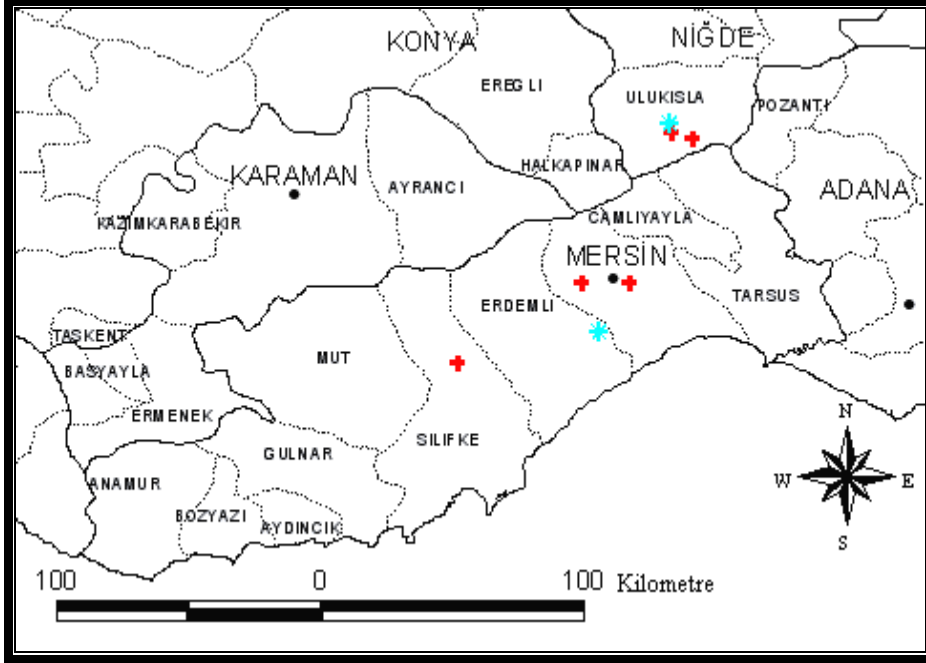 KONYA
NİĞDE
EREGLI
ULUKISLA
POZANTI
HALKAPINAR
KARAMAN
AYRANCI
ADANA
KAZIMKARABEKIR
CAMLIYAYLA
MERSİN
ERDEMLI
TARSUS
TASKENT
MUT
BASYAYLA
ERMENEK
SILIFKE
GULNAR
ANAMUR
BOZYAZI
AYDINCIK
N
W E
S
100 0 100 Kilometre